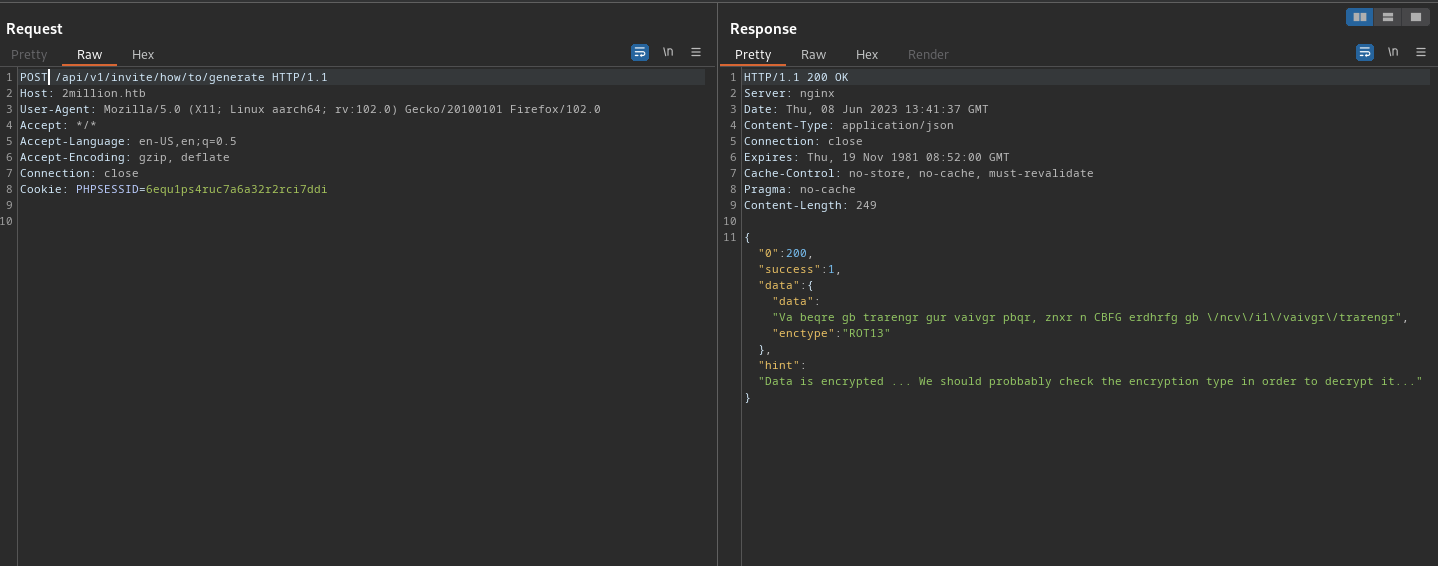 Request
Pretty Raw Hex \n
1 POST /api/v1/invite/how/to/generate HTTP/1.1
2 Host: 2million.htb
3 User-Agent: Mozilla/5.0 (X11; Linux aarch64; rv:102.0) Gecko/20100101 Firefox/102.0
4 Accept: */*
5 Accept-Language: en-US,en;q=0.5
6 Accept-Encoding: gzip, deflate
7 Connection: close
8 Cookie: PHPSESSID=6equ1ps4ruc7a6a32r2rci7ddi
9
10
Response
Pretty Raw Hex Render \n
1 HTTP/1.1 200 OK
2 Server: nginx
3 Date: Thu, 08 Jun 2023 13:41:37 GMT
4 Content-Type: application/json
5 Connection: close
6 Expires: Thu, 19 Nov 1981 08:52:00 GMT
7 Cache-Control: no-store, no-cache, must-revalidate
8 Pragma: no-cache
9 Content-Length: 249
10
11 {
"0":200,
"success":1,
"data":{
"data":
"Va beqre gb trarengr gur vaivgr pbqr, znxr n CBFG erdhrfg gb \/ncv\/i1\/vaivgr\/trarengr",
"enctype":"ROT13"
},
"hint":
"Data is encrypted ... We should probbably check the encryption type in order to decrypt it..."
}